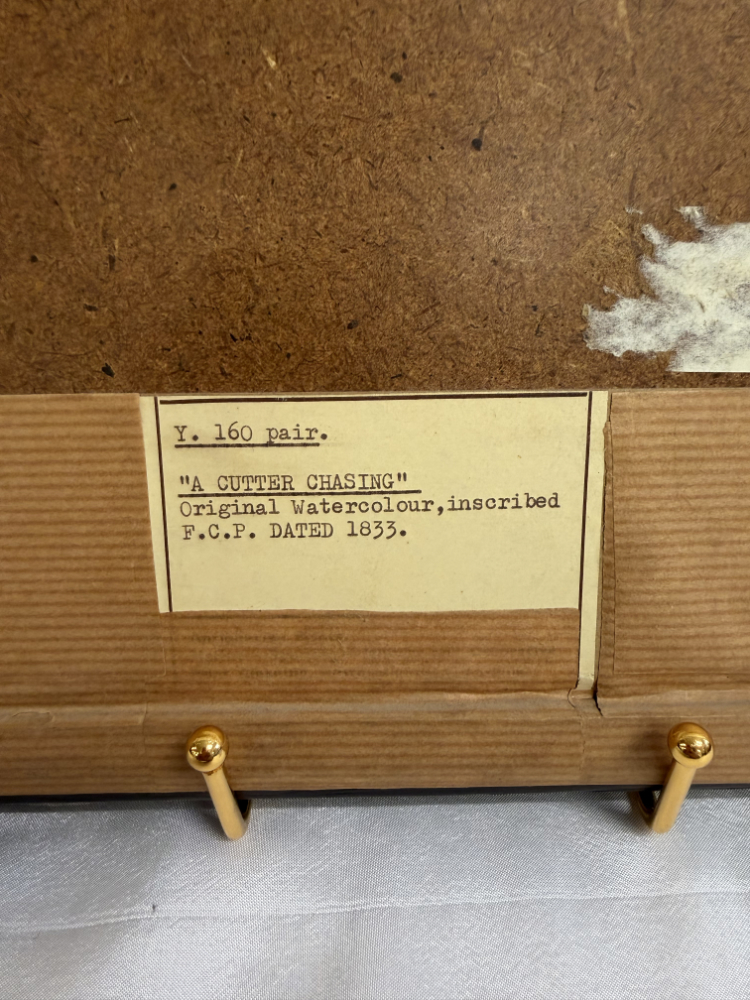 Y. 160 pair.
"A CUTTER CHASING"
Original Watercolour,inscribed
F.C.P. DATED 1833.